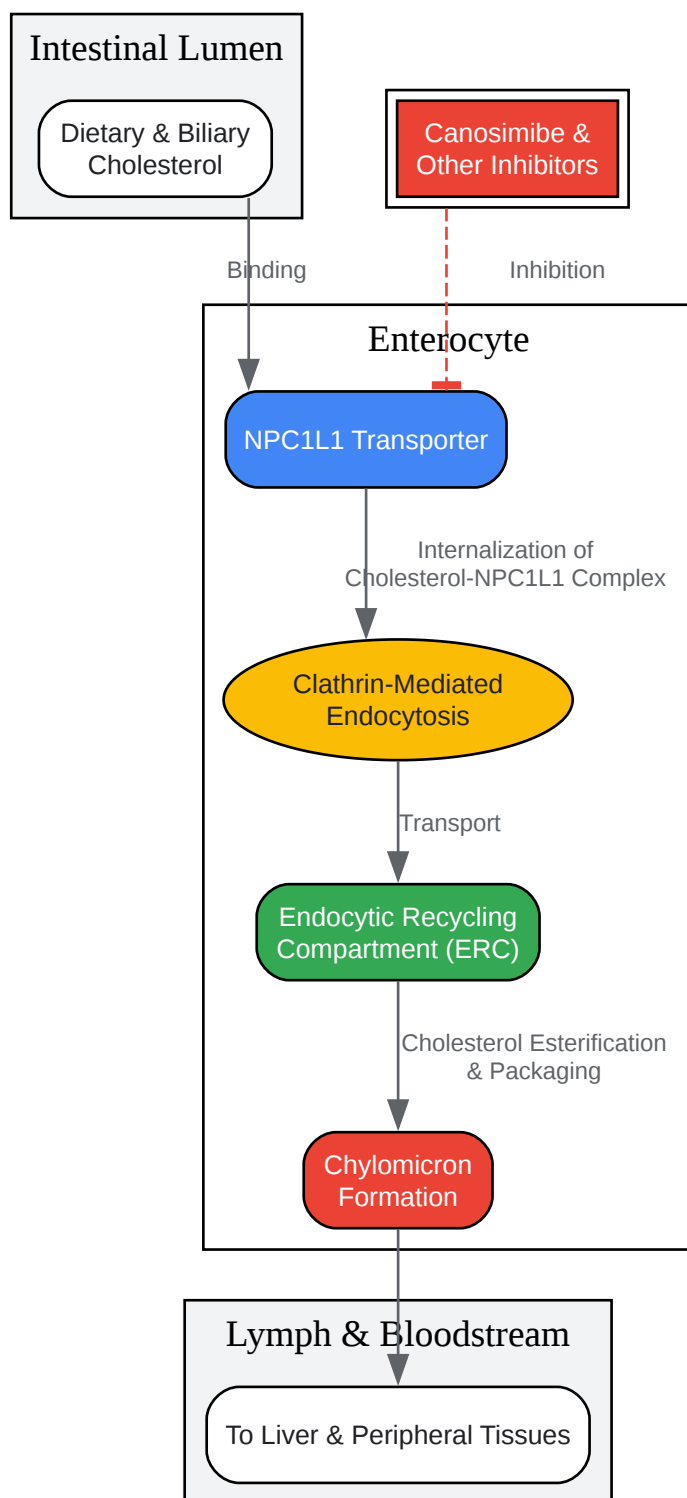 Intestinal Lumen
Dietary & Biliary
Cholesterol
Canosimibe &
Other Inhibitors
Binding
Inhibition
Enterocyte
NPC1L1 Transporter
Internalization of
Cholesterol-NPC1L1 Complex
Clathrin-Mediated
Endocytosis
Transport
Endocytic Recycling
Compartment (ERC)
Cholesterol Esterification
& Packaging
Chylomicron
Formation
Lymph & Bloodstream
To Liver & Peripheral Tissues